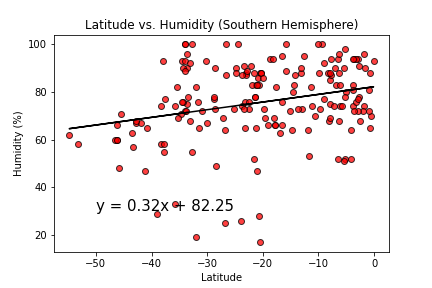 Latitude vs. Humidity (Southern Hemisphere)
Humidity (%)
100
80
60
40
20
y = 0.32x + 82.25
−50
−40
−30
−20
−10
0
Latitude